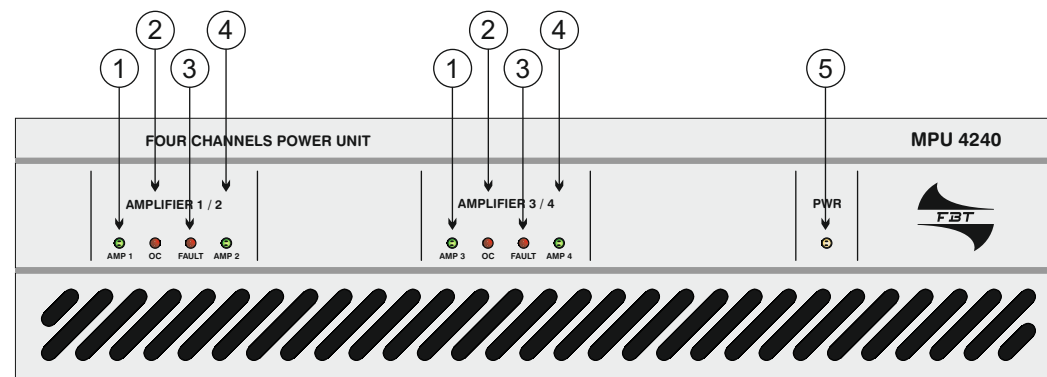 2 4 2 4
1 3 1 3 5
FOUR CHANNELS POWER UNIT MPU 4240
AMPLIFIER 1 / 2 AMPLIFIER 3 / 4 PWR
FBT
AMP 1 OC FAULT AMP 2 AMP 3 OC FAULT AMP 4